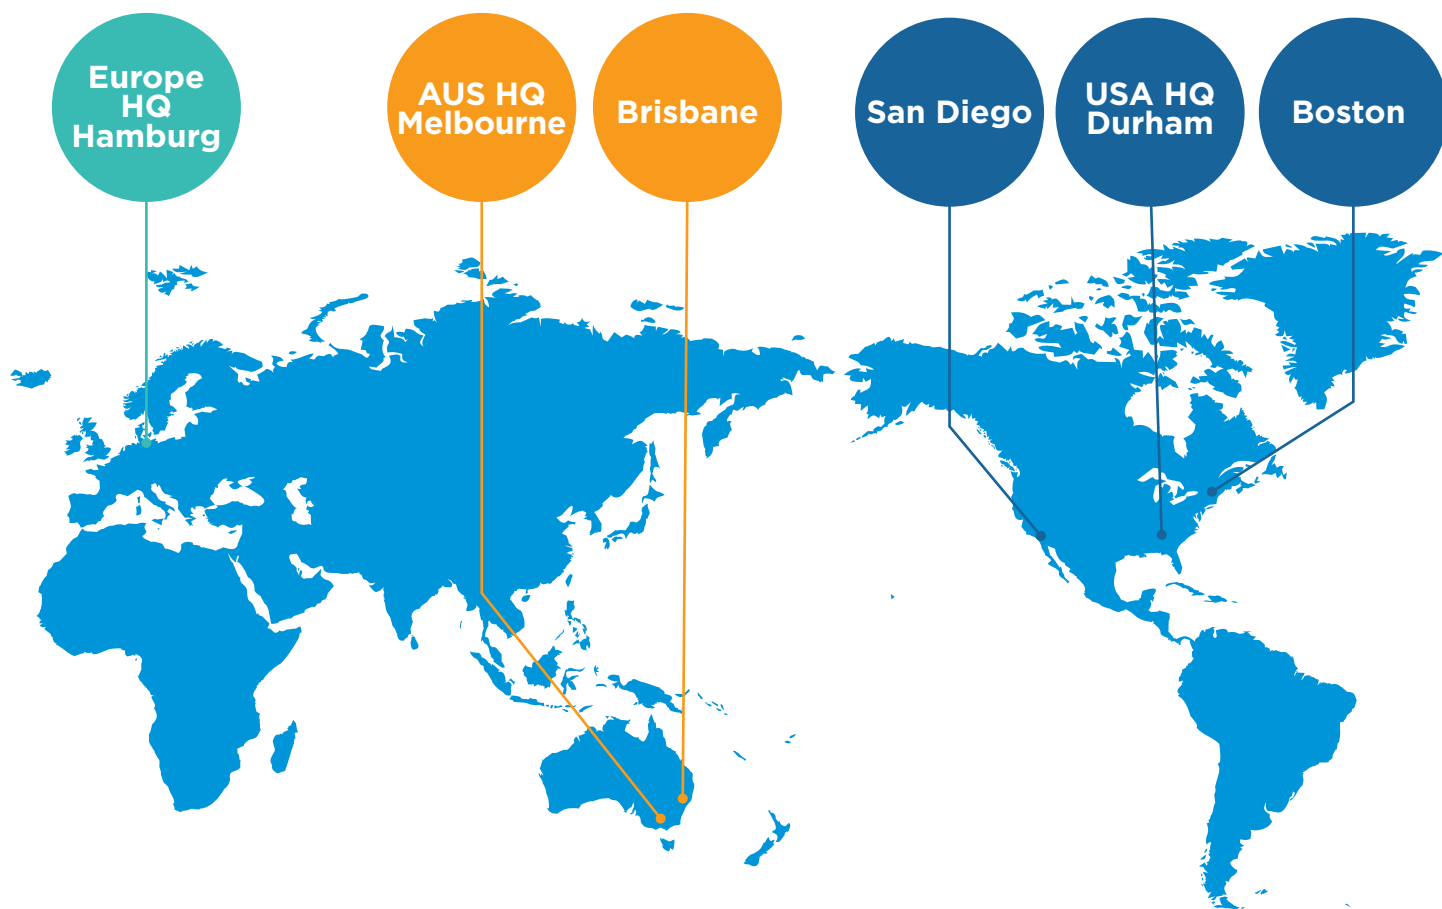 Europe
HQ
Hamburg
AUS HQ
Melbourne
Brisbane
San Diego
USA HQ
Durham
Boston